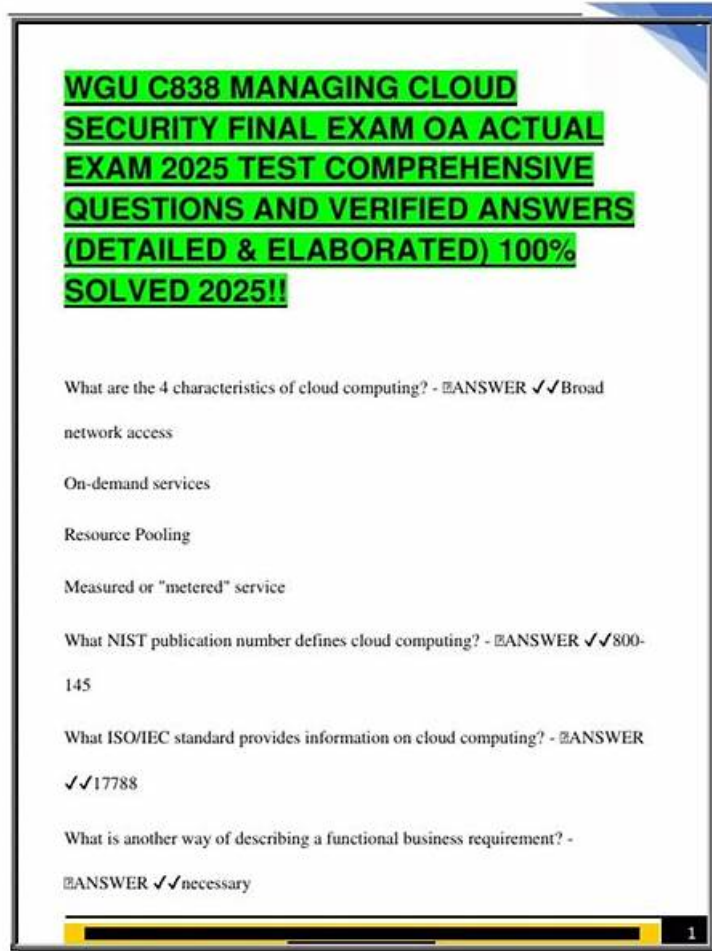 WGU C838 MANAGING CLOUD
SECURITY FINAL EXAM OA ACTUAL
EXAM 2025 TEST COMPREHENSIVE
QUESTIONS AND VERIFIED ANSWERS
(DETAILED & ELABORATED) 100%
SOLVED 2025!!
What are the 4 characteristics of cloud computing? - ⍰ANSWER ✓✓Broad
network access
On-demand services
Resource Pooling
Measured or "metered" service
What NIST publication number defines cloud computing? - ⍰ANSWER ✓✓800-
145
What ISO/IEC standard provides information on cloud computing? - ⍰ANSWER
✓✓17788
What is another way of describing a functional business requirement? -
⍰ANSWER ✓✓necessary
1